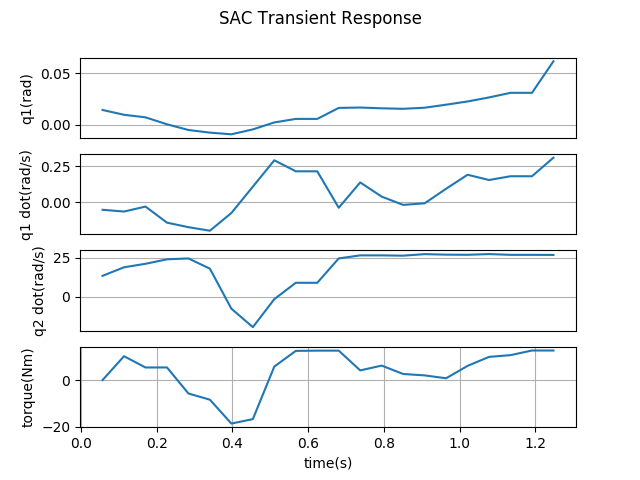 SAC Transient Response
q1(rad)
0.05
0.00
q1 dot(rad/s)
0.25
0.00
q2 dot(rad/s)
25
0
torque(Nm)
0
−20
0.0 0.2 0.4 0.6 0.8 1.0 1.2
time(s)